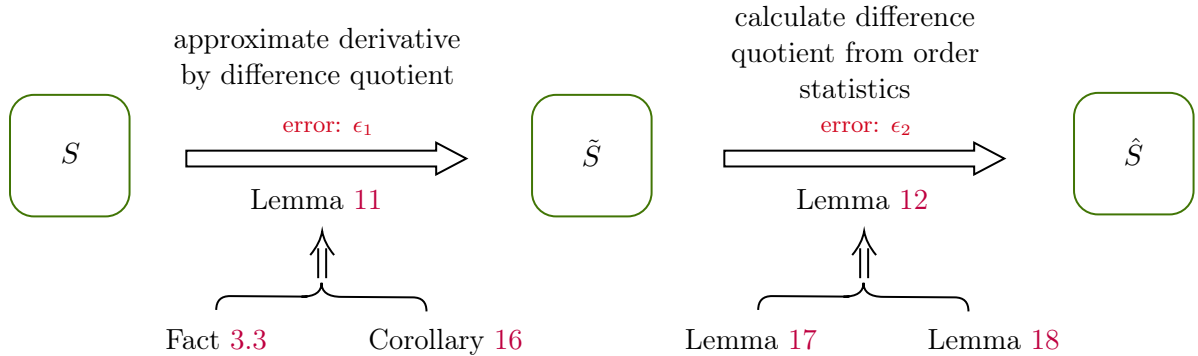 approximate derivative
by difference quotient
calculate difference
quotient from order
statistics
error: ϵ₁
error: ϵ₂
S
S̃
Ŝ
Lemma 11
Lemma 12
Fact 3.3
Corollary 16
Lemma 17
Lemma 18